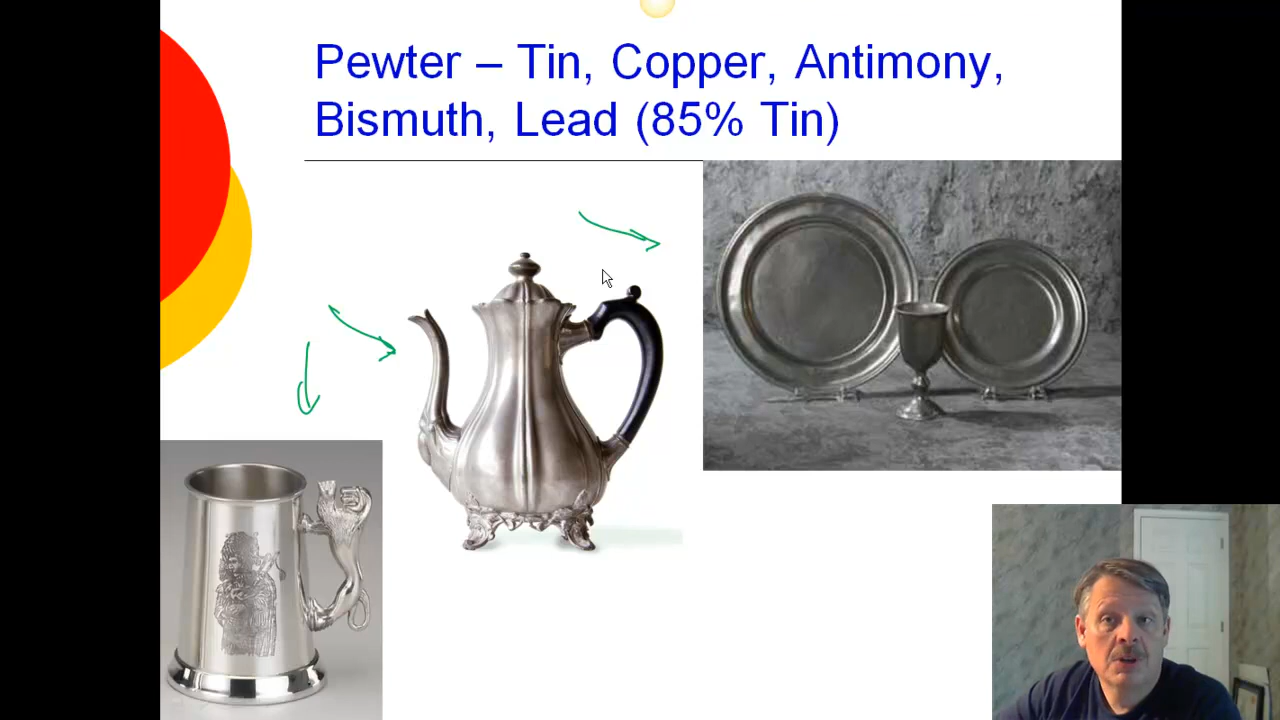 Pewter – Tin, Copper, Antimony,
Bismuth, Lead (85% Tin)